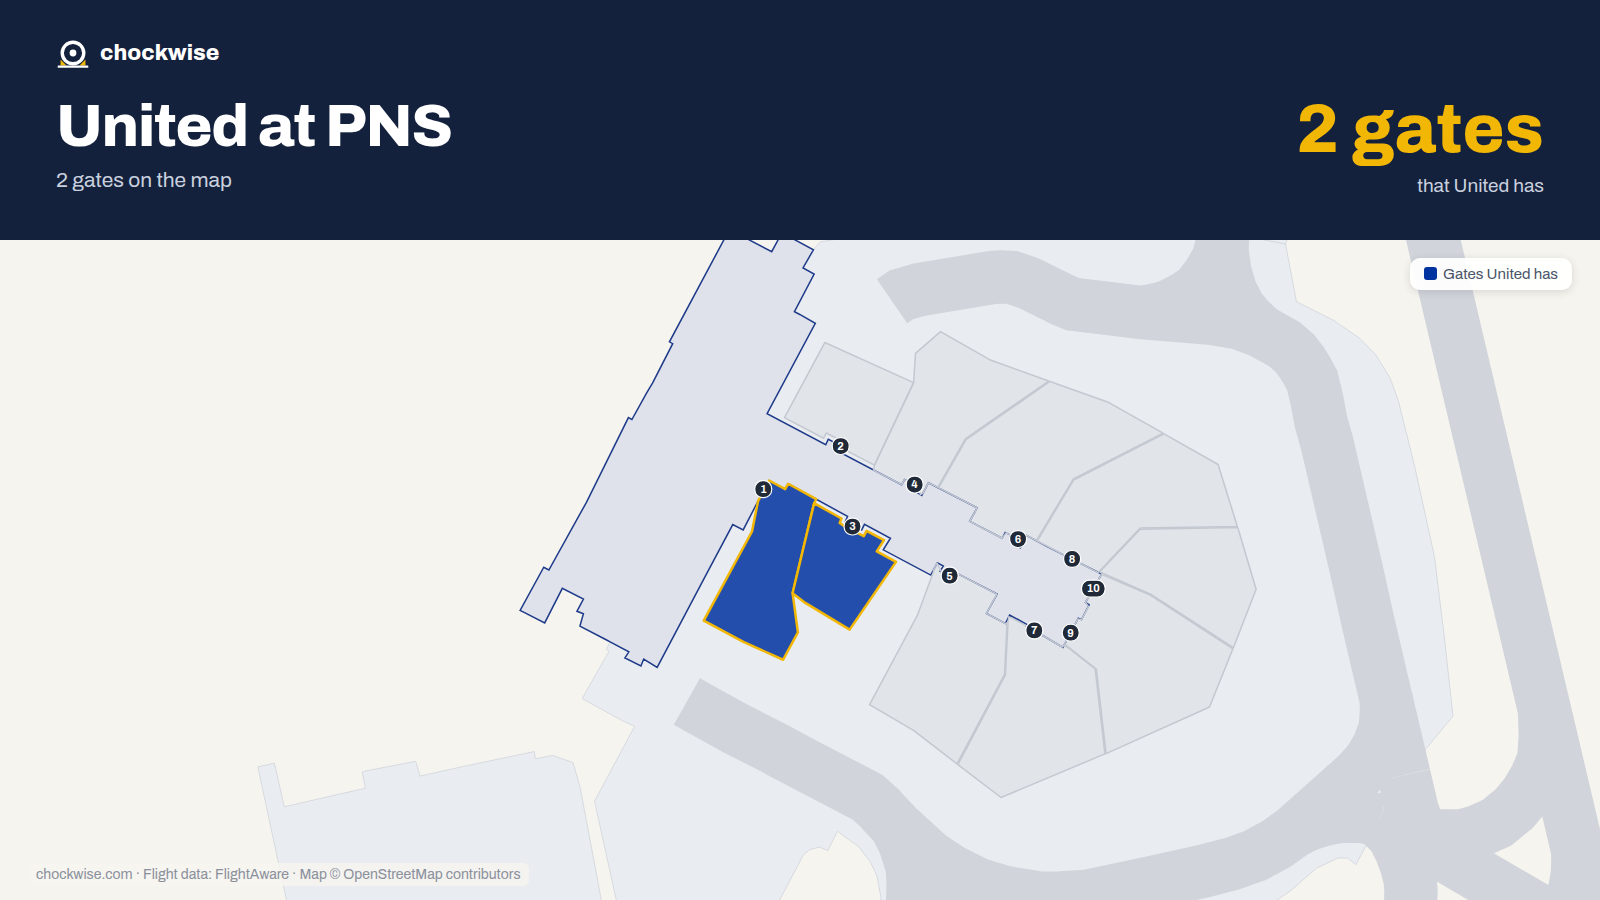 chockwise
United at PNS
2 gates on the map
2 gates
that United has
Gates United has
2
4
1
3
6
8
5
10
7
9
chockwise.com · Flight data: FlightAware · Map © OpenStreetMap contributors